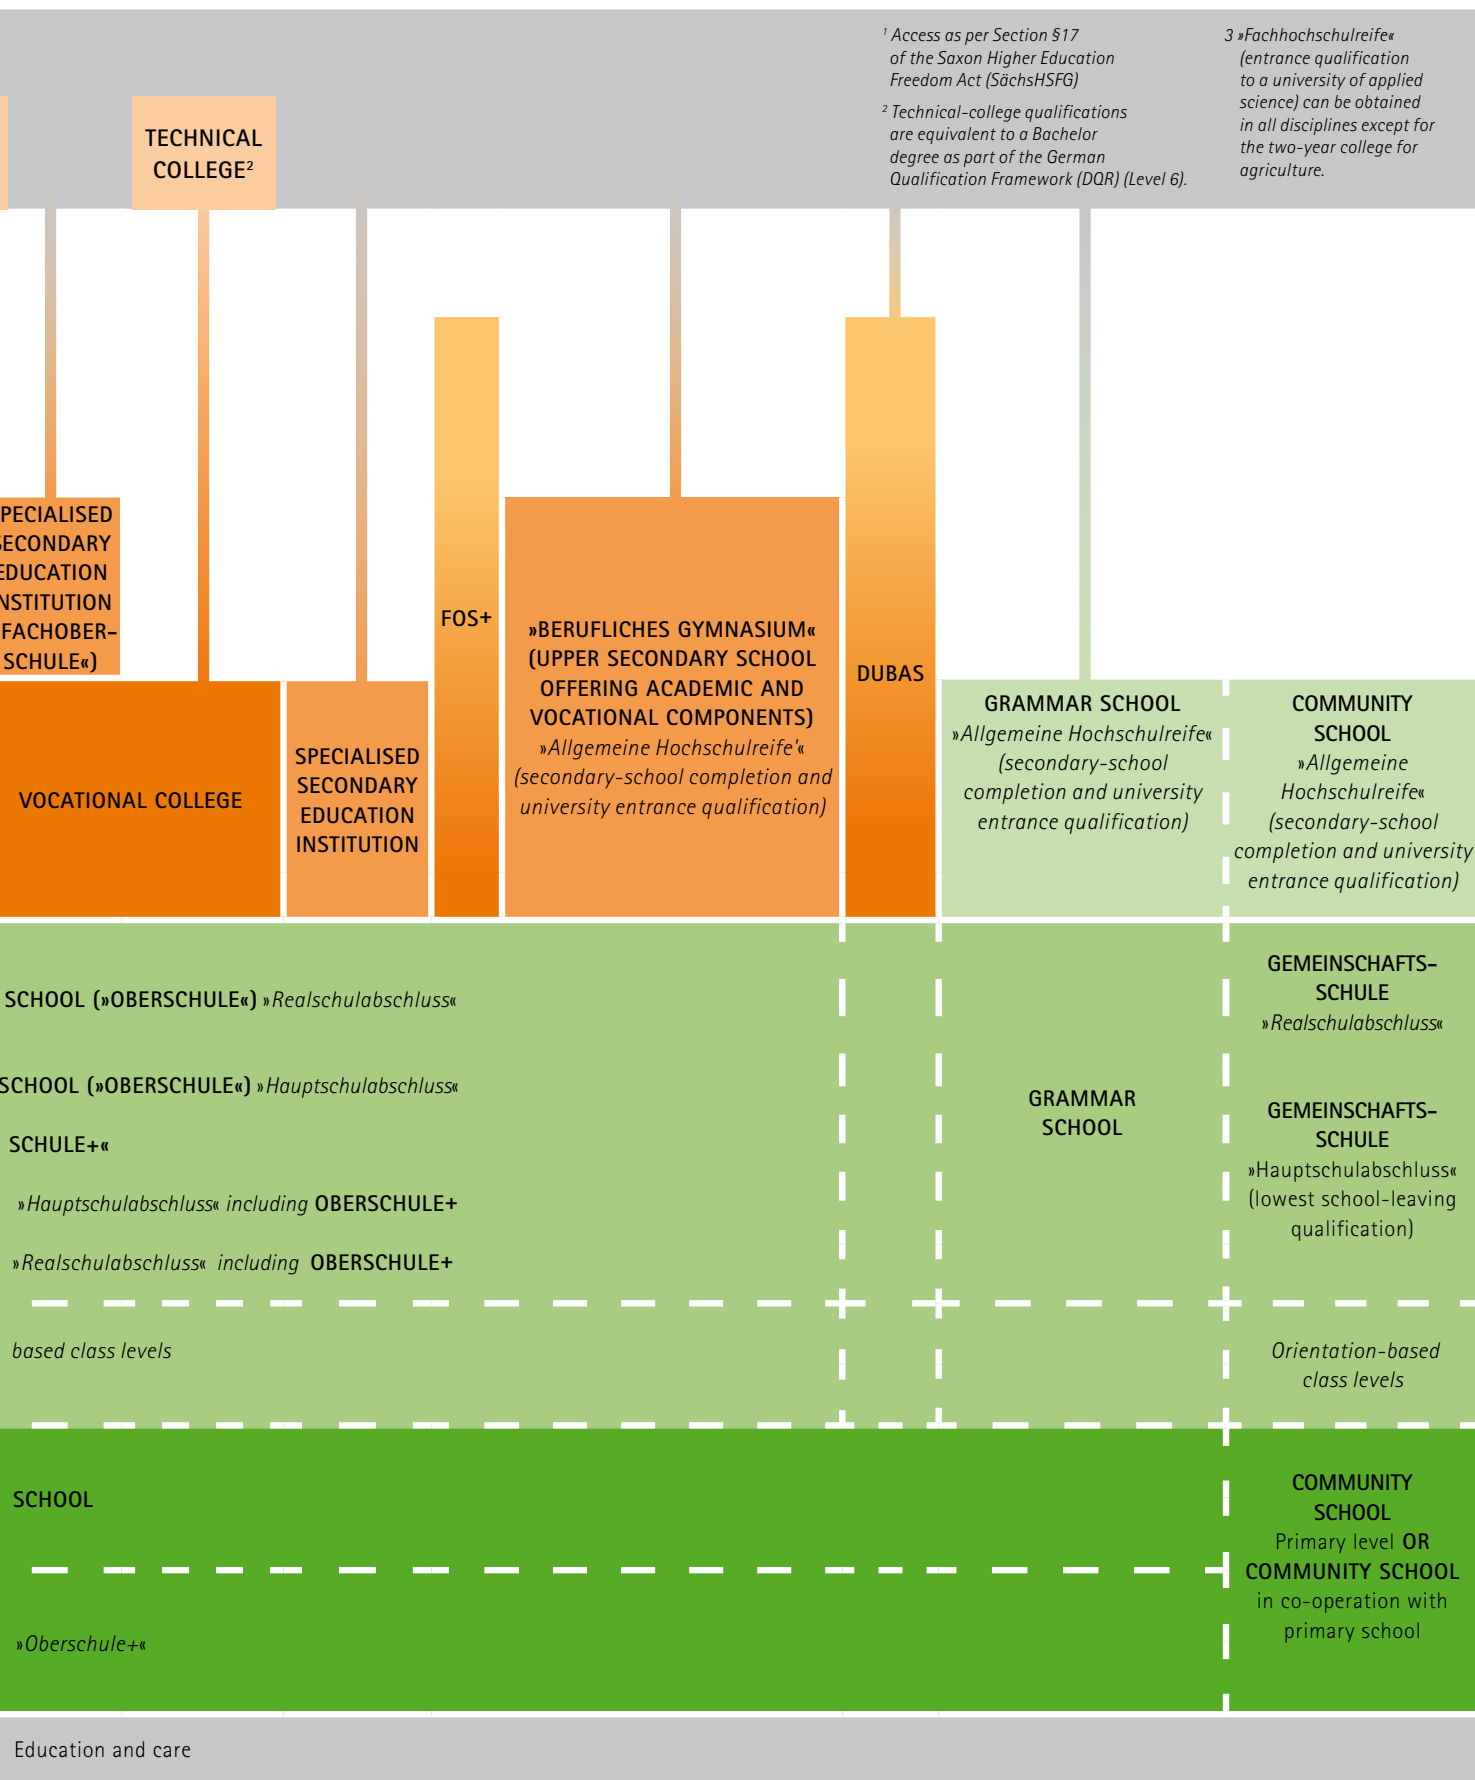 ¹ Access as per Section §17
of the Saxon Higher Education
Freedom Act (SächsHSFG)
² Technical-college qualifications
are equivalent to a Bachelor
degree as part of the German
Qualification Framework (DQR) (Level 6).
3 »Fachhochschulreife«
(entrance qualification
to a university of applied
science) can be obtained
in all disciplines except for
the two-year college for
agriculture.
TECHNICAL
COLLEGE²
PECIALISED
SECONDARY
EDUCATION
NSTITUTION
FACHOBER-
SCHULE«)
VOCATIONAL COLLEGE
SPECIALISED
SECONDARY
EDUCATION
INSTITUTION
FOS+
»BERUFLICHES GYMNASIUM«
(UPPER SECONDARY SCHOOL
OFFERING ACADEMIC AND
VOCATIONAL COMPONENTS)
»Allgemeine Hochschulreife'«
(secondary-school completion and
university entrance qualification)
DUBAS
GRAMMAR SCHOOL
»Allgemeine Hochschulreife«
(secondary-school
completion and university
entrance qualification)
COMMUNITY
SCHOOL
»Allgemeine
Hochschulreife«
(secondary-school
completion and university
entrance qualification)
SCHOOL (»OBERSCHULE«) »Realschulabschluss«
SCHOOL (»OBERSCHULE«) »Hauptschulabschluss«
SCHULE+«
»Hauptschulabschluss« including OBERSCHULE+
»Realschulabschluss« including OBERSCHULE+
GRAMMAR
SCHOOL
GEMEINSCHAFTS-
SCHULE
»Realschulabschluss«
GEMEINSCHAFTS-
SCHULE
»Hauptschulabschluss«
(lowest school-leaving
qualification)
based class levels
Orientation-based
class levels
SCHOOL
»Oberschule+«
COMMUNITY
SCHOOL
Primary level OR
COMMUNITY SCHOOL
in co-operation with
primary school
Education and care